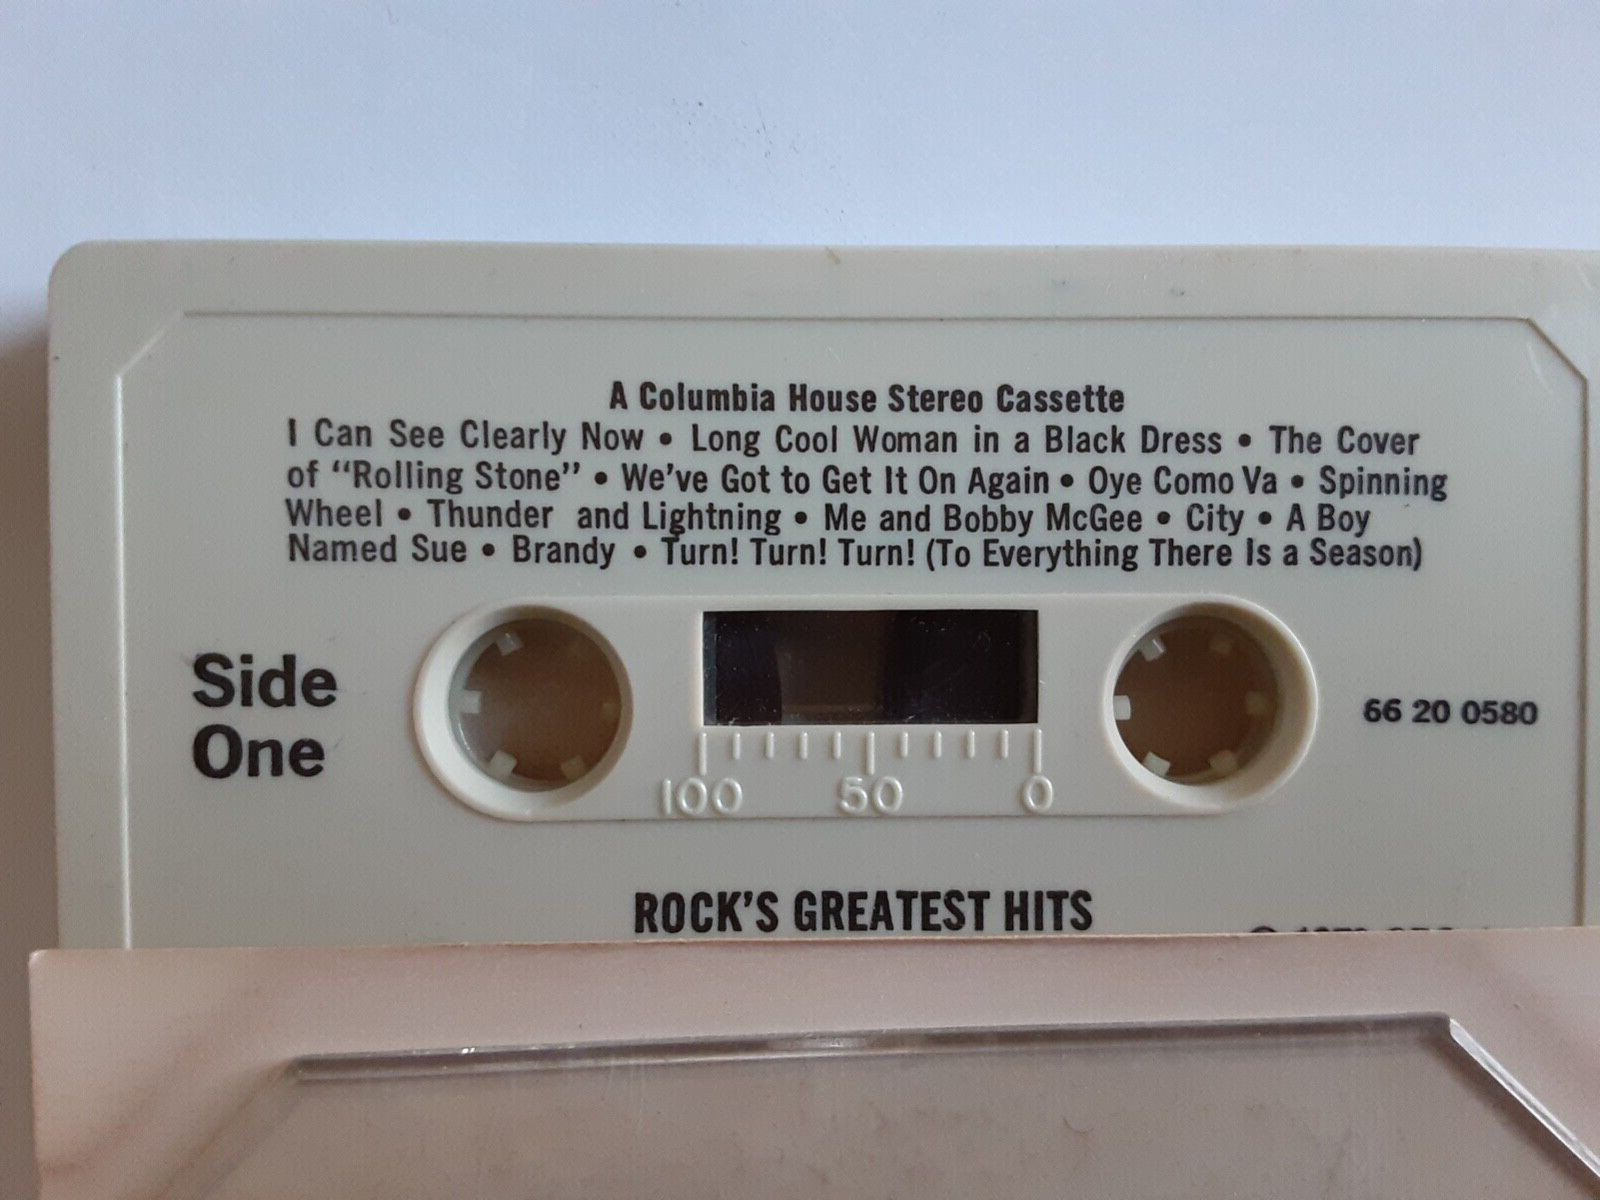 A Columbia House Stereo Cassette
I Can See Clearly Now • Long Cool Woman in a Black Dress • The Cover
of "Rolling Stone" • We've Got to Get It On Again • Oye Como Va • Spinning
Wheel • Thunder and Lightning • Me and Bobby McGee • City • A Boy
Named Sue • Brandy • Turn! Turn! Turn! (To Everything There Is a Season)
Side
One
66 20 0580
100 50 0
ROCK'S GREATEST HITS